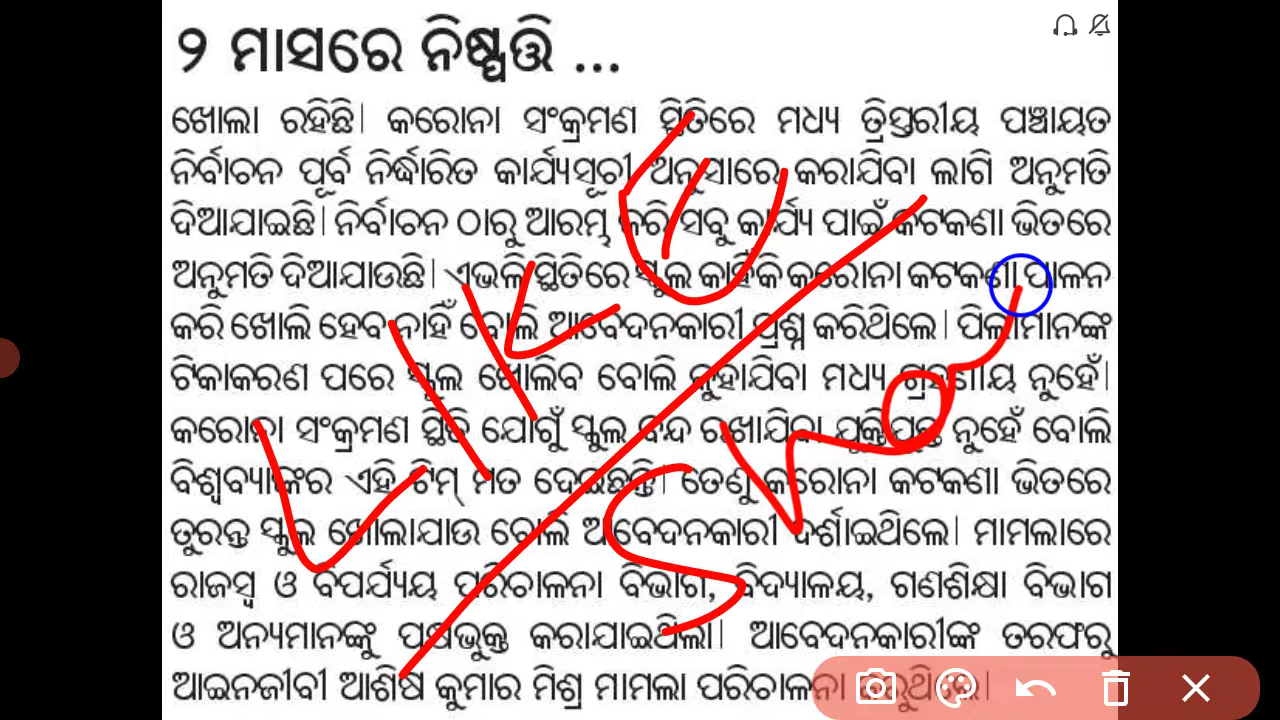 ୨ ମାସରେ ନିଷ୍ପତ୍ତି ...
ଖୋଲା ରହିଛି। କରୋନା ସଂକ୍ରମଣ ସ୍ଥିତିରେ ମଧ୍ୟ ତ୍ରିସ୍ତରୀୟ ପଞ୍ଚାୟତ
ନିର୍ବାଚନ ପୂର୍ବ ନିର୍ଦ୍ଧାରିତ କାର୍ଯ୍ୟସୂଚୀ ଅନୁସାରେ କରାଯିବା ଲାଗି ଅନୁମତି
ଦିଆଯାଇଛି। ନିର୍ବାଚନ ଠାରୁ ଆରମ୍ଭ କରି ସବୁ କାର୍ଯ୍ୟ ପାଇଁ କଟକଣା ଭିତରେ
ଅନୁମତି ଦିଆଯାଉଛି। ଏଭଳି ସ୍ଥିତିରେ ସ୍କୁଲ କାହିଁକି କରୋନା କଟକଣା ପାଳନ
କରି ଖୋଲି ହେବ ନାହିଁ ବୋଲି ଆବେଦନକାରୀ ପ୍ରଶ୍ନ କରିଥିଲେ। ପିଲାମାନଙ୍କ
ଟିକାକରଣ ପରେ ସ୍କୁଲ ଖୋଲିବ ବୋଲି କୁହାଯିବା ମଧ୍ୟ ଗ୍ରହଣୀୟ ନୁହେଁ।
କରୋନା ସଂକ୍ରମଣ ସ୍ଥିତି ଯୋଗୁଁ ସ୍କୁଲ ବନ୍ଦ ରଖାଯିବା ଯୁକ୍ତିଯୁକ୍ତ ନୁହେଁ ବୋଲି
ବିଶ୍ୱବ୍ୟାଙ୍କର ଏହି ଟିମ୍ ମତ ଦେଇଛନ୍ତି। ତେଣୁ କରୋନା କଟକଣା ଭିତରେ
ତୁରନ୍ତ ସ୍କୁଲ ଖୋଲାଯାଉ ବୋଲି ଆବେଦନକାରୀ ଦର୍ଶାଇଥିଲେ। ମାମଲାରେ
ରାଜସ୍ୱ ଓ ବିପର୍ଯ୍ୟୟ ପରିଚାଳନା ବିଭାଗ, ବିଦ୍ୟାଳୟ, ଗଣଶିକ୍ଷା ବିଭାଗ
ଓ ଅନ୍ୟମାନଙ୍କୁ ପକ୍ଷଭୁକ୍ତ କରାଯାଇଥିଲା। ଆବେଦନକାରୀଙ୍କ ତରଫରୁ
ଆଇନଜୀବୀ ଆଶିଷ କୁମାର ମିଶ୍ର ମାମଲା ପରିଚାଳନା କରୁଥିଲେ।
LIKE